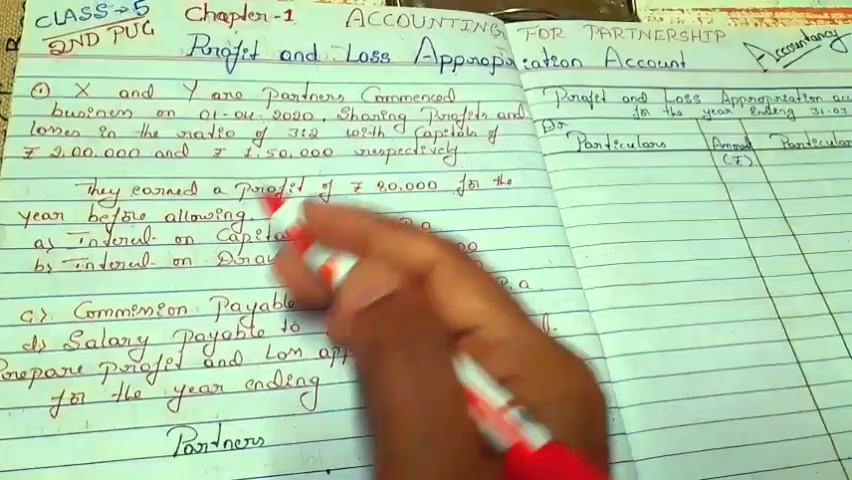 CLASS → 5
2ND PUC
Chapter-1
ACCOUNTING FOR PARTNERSHIP
Accountancy
Profit and Loss Appropriation Account
① X and Y are Partners Commenced
business on 01-04-2020, Sharing Profits and
losses in the ratio of 3:2 with Capitals of
₹ 2,00,000 and ₹ 1,50,000 respectively
They earned a Profit of ₹ 80,000 for the
year before allowing.
a) Interest on Capita
b) Interest on Draw
c). Commission Payable P.a
d) Salary Payable to
Prepare Profit and Loss app
for the year ending
Partners
Profit and Loss Appropriation acc
for the year Ending 31-03
Dr
Particulars
Amount
(₹)
Particular